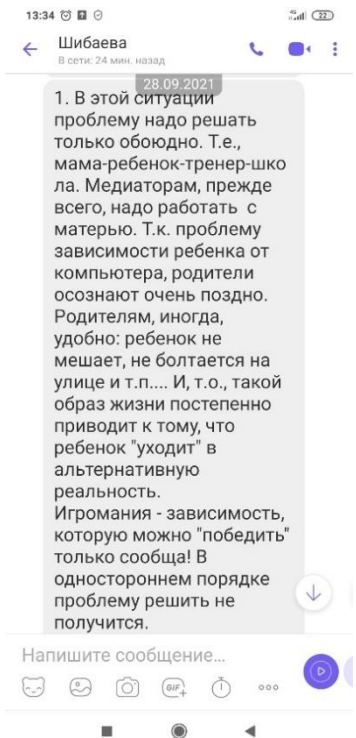 13:34
4G
22
Шибаева
В сети: 24 мин. назад
28.09.2021
1. В этой ситуации
проблему надо решать
только обоюдно. Т.е.,
мама-ребенок-тренер-шко
ла. Медиаторам, прежде
всего, надо работать с
матерью. Т.к. проблему
зависимости ребенка от
компьютера, родители
осознают очень поздно.
Родителям, иногда,
удобно: ребенок не
мешает, не болтается на
улице и т.п.... И, т.о., такой
образ жизни постепенно
приводит к тому, что
ребенок "уходит" в
альтернативную
реальность.
Игромания - зависимость,
которую можно "победить"
только сообща! В
одностороннем порядке
проблему решить не
получится.
Напишите сообщение...
GIF